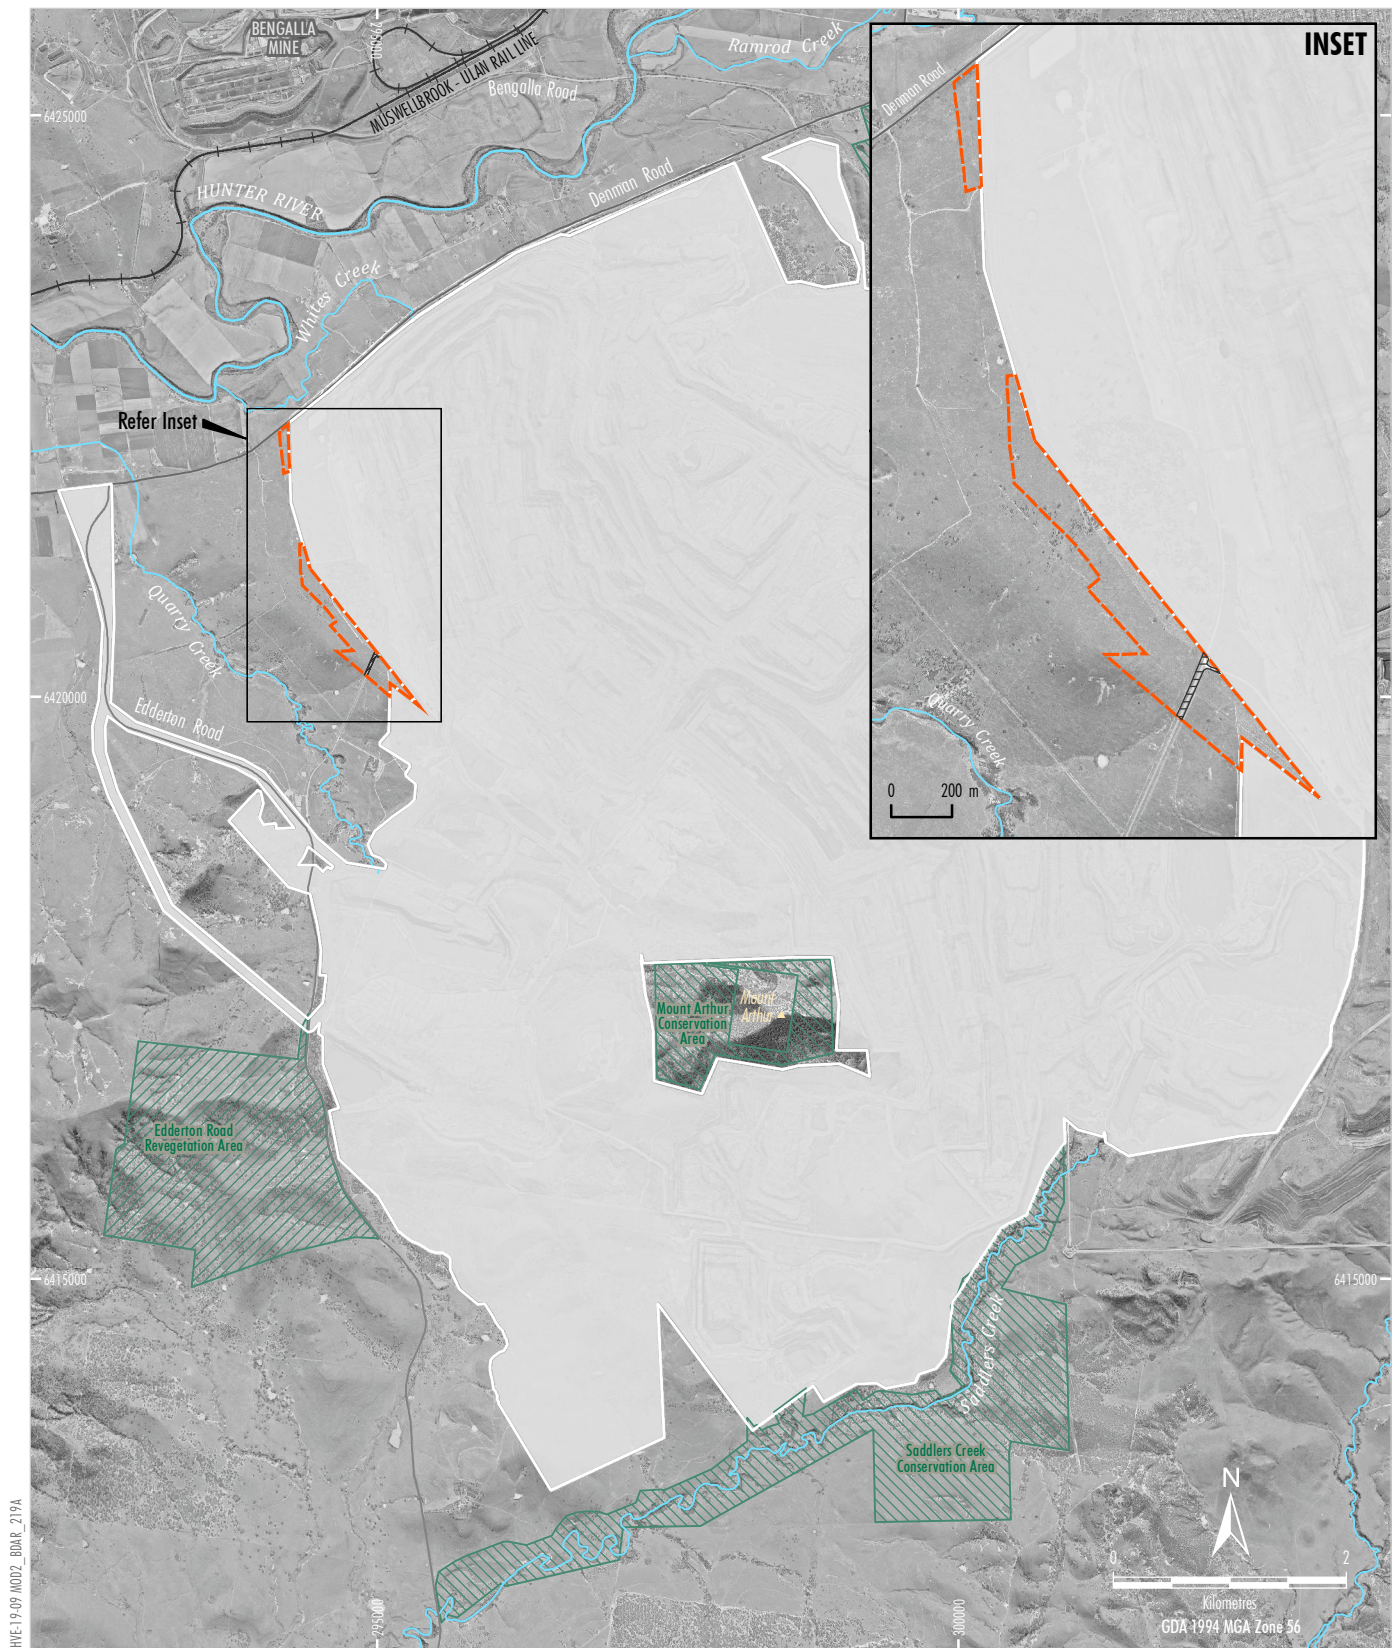 BENGALLA
MINE
295000
MUSWELLBROOK - ULAN RAIL LINE
Ramrod Creek
Bengalla Road
INSET
6425000
HUNTER RIVER
Denman Road
Denman Road
Whites Creek
Refer Inset
Quarry Creek
6420000
Edderton Road
Quarry Creek
0 200 m
Mount Arthur
Conservation
Area
Mount
Arthur
Edderton Road
Revegetation Area
6415000
6415000
Saddlers Creek
Saddlers Creek
Conservation Area
N
0 2
Kilometres
GDA 1994 MGA Zone 56
295000
300000
HVE-19-09 MOD2_BDAR_219A